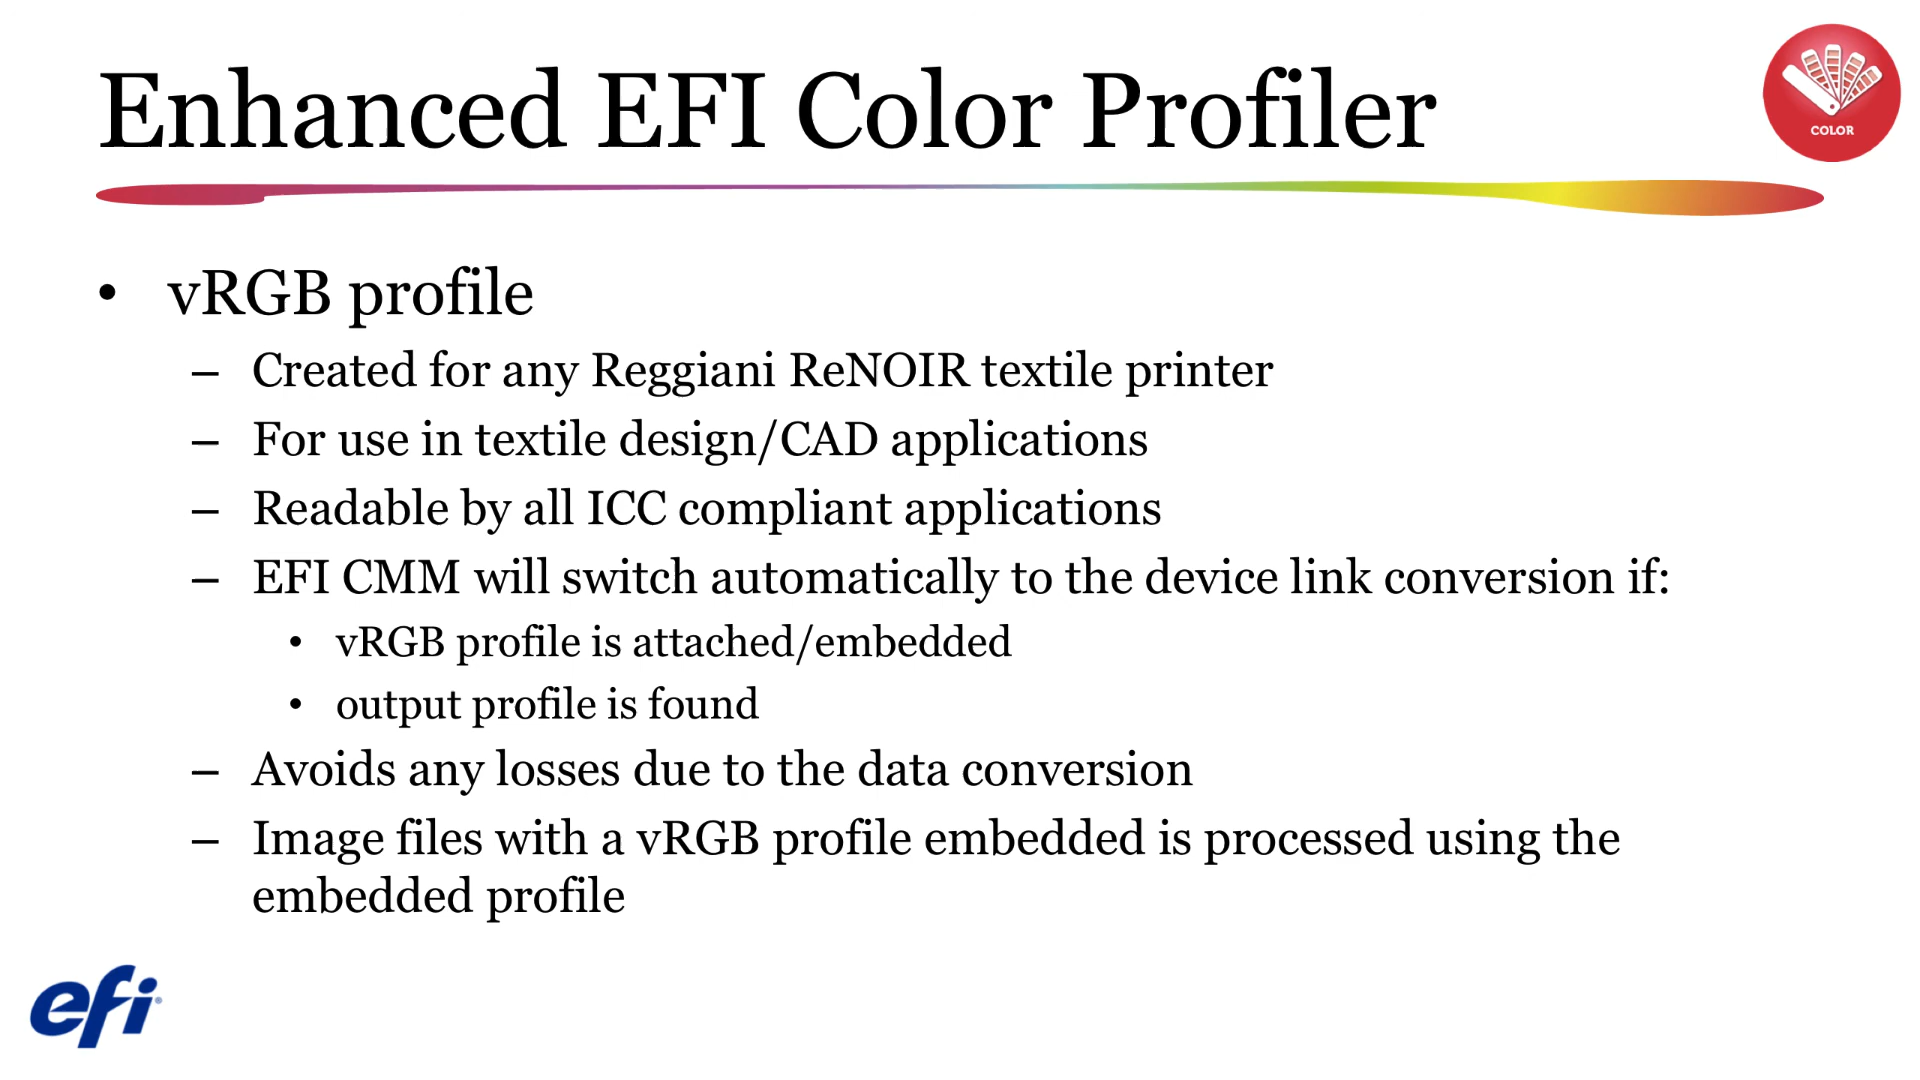 Enhanced EFI Color Profiler
COLOR
• vRGB profile
– Created for any Reggiani ReNOIR textile printer
– For use in textile design/CAD applications
– Readable by all ICC compliant applications
– EFI CMM will switch automatically to the device link conversion if:
• vRGB profile is attached/embedded
• output profile is found
– Avoids any losses due to the data conversion
– Image files with a vRGB profile embedded is processed using the
embedded profile
efi®